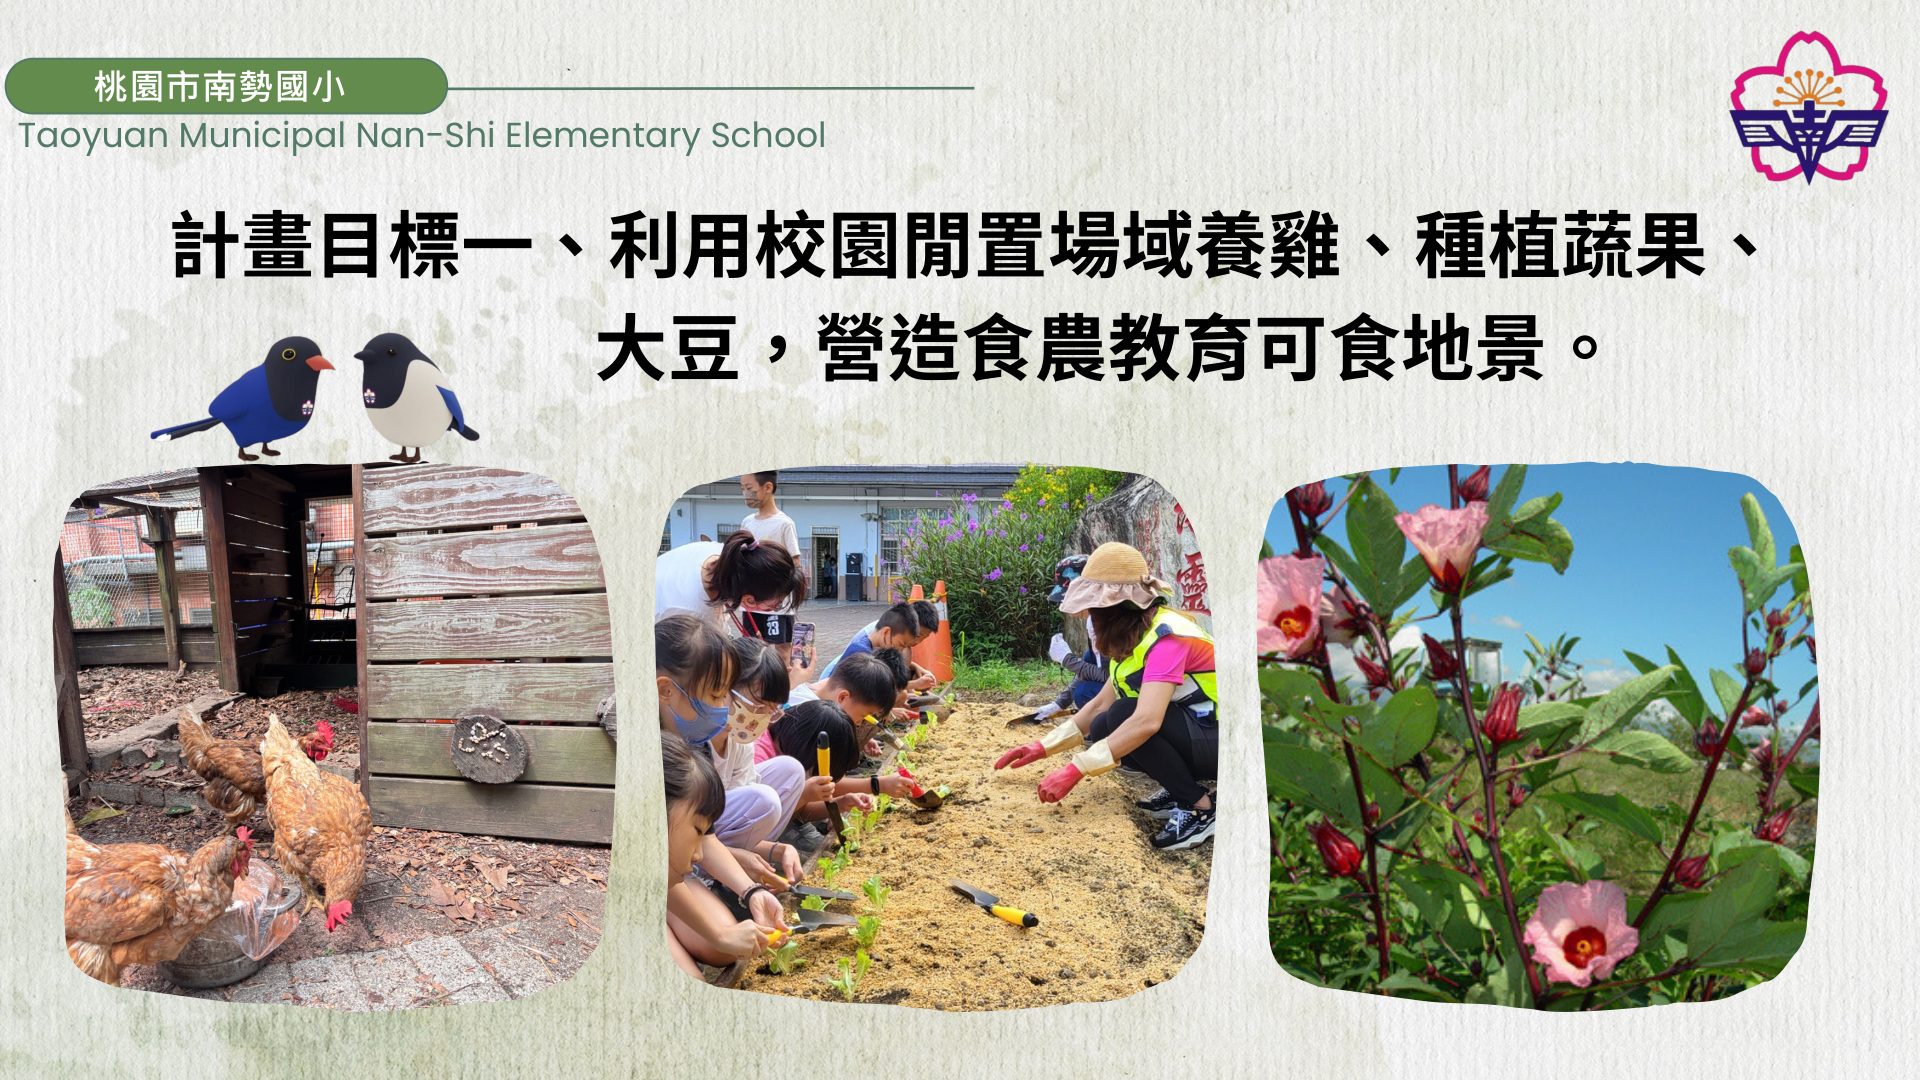 桃園市南勢國小
Taoyuan Municipal Nan-Shi Elementary School
計畫目標一、利用校園閒置場域養雞、種植蔬果、
大豆，營造食農教育可食地景。